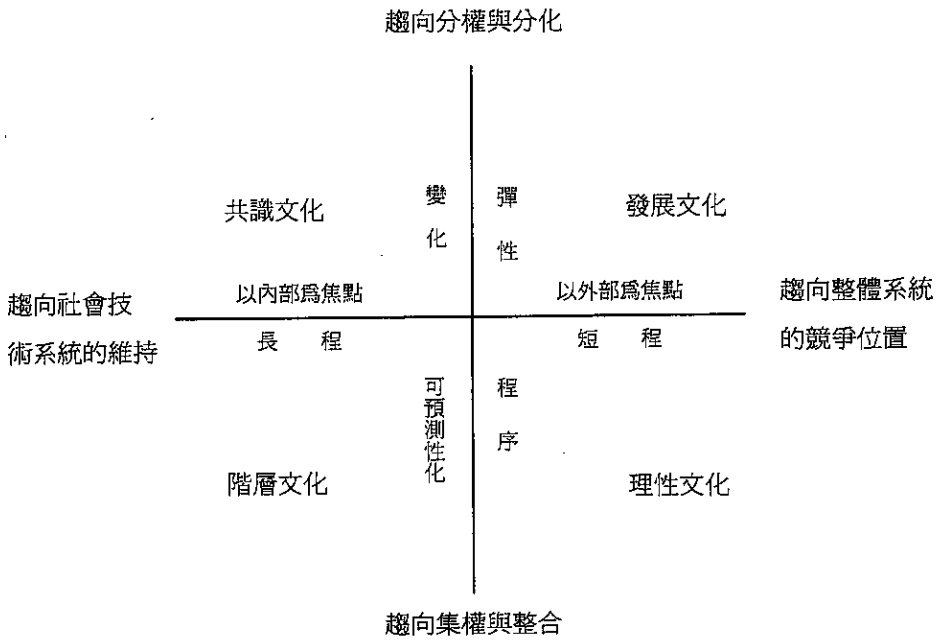 趨向分權與分化
共識文化
變化
彈性
發展文化
以內部爲焦點
以外部爲焦點
趨向社會技
術系統的維持
趨向整體系統
的競爭位置
長　程
短　程
可預測性化
程序
階層文化
理性文化
趨向集權與整合